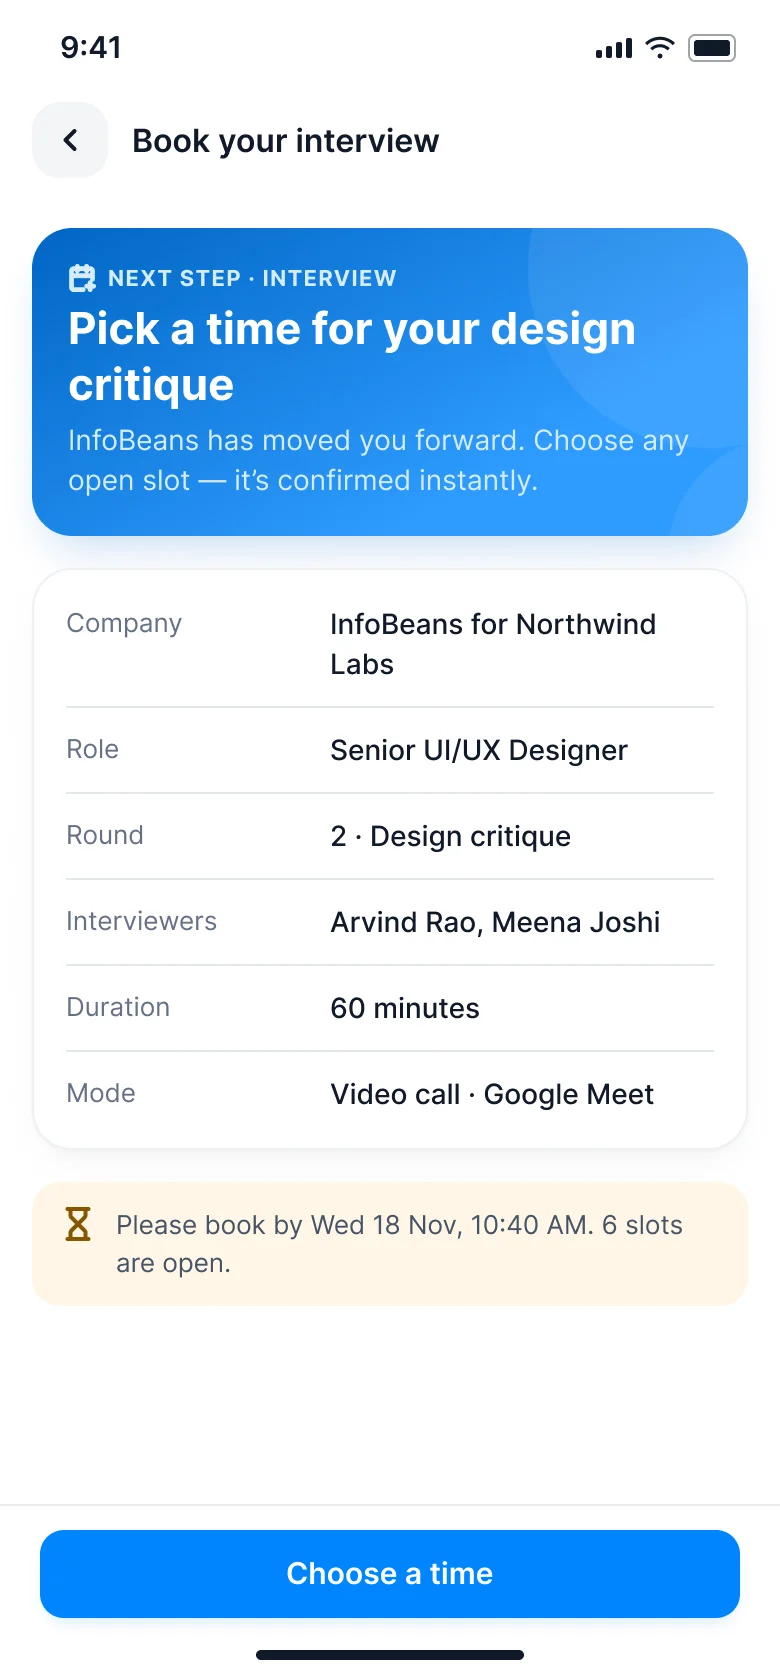 9:41
Book your interview
NEXT STEP · INTERVIEW
Pick a time for your design
critique
InfoBeans has moved you forward. Choose any
open slot — it’s confirmed instantly.
Company
InfoBeans for Northwind
Labs
Role
Senior UI/UX Designer
Round
2 · Design critique
Interviewers
Arvind Rao, Meena Joshi
Duration
60 minutes
Mode
Video call · Google Meet
Please book by Wed 18 Nov, 10:40 AM. 6 slots
are open.
Choose a time